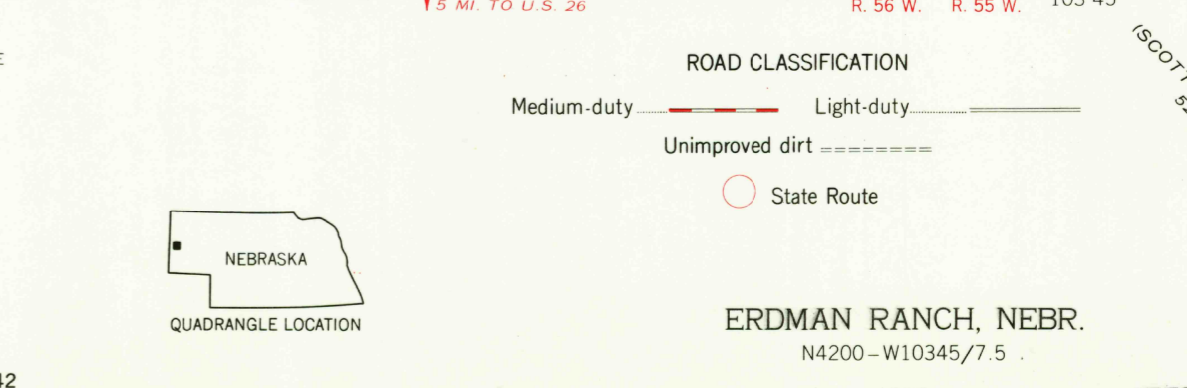 5 MI. TO U.S. 26
R. 56 W. R. 55 W.
ROAD CLASSIFICATION
Medium-duty Light-duty
Unimproved dirt
State Route
NEBRASKA
QUADRANGLE LOCATION
ERDMAN RANCH, NEBR.
N4200–W10345/7.5